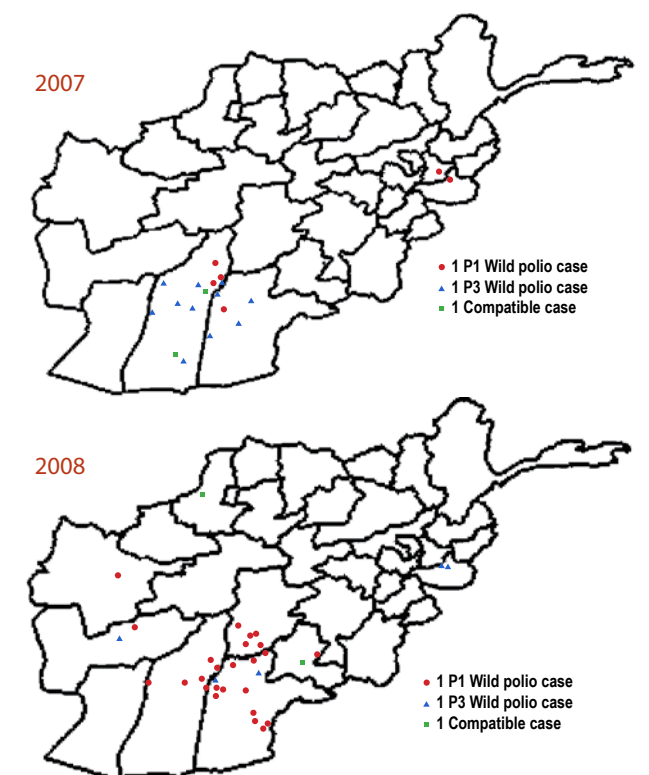 2007
1 P1 Wild polio case
1 P3 Wild polio case
1 Compatible case
2008
1 P1 Wild polio case
1 P3 Wild polio case
1 Compatible case